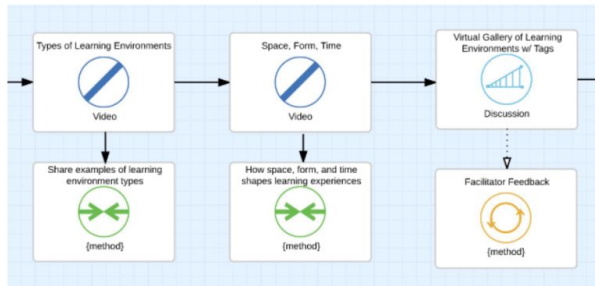 Types of Learning Environments
Video
Space, Form, Time
Video
Virtual Gallery of Learning
Environments w/ Tags
Discussion
Share examples of learning
environment types
{method}
How space, form, and time
shapes learning experiences
{method}
Facilitator Feedback
{method}